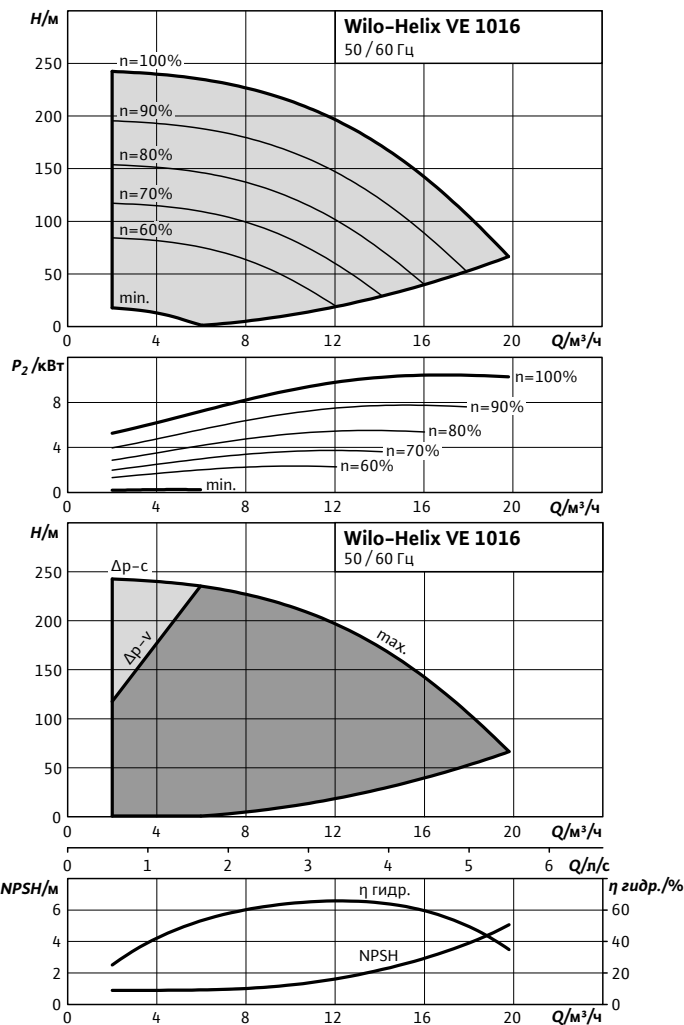 H/м
Wilo-Helix VE 1016
50 / 60 Гц
n=100%
250
n=90%
200
n=80%
150
n=70%
100
n=60%
50
min.
0
0 4 8 12 16 20 Q/м³/ч
P₂ /кВт
n=100%
8
n=90%
n=80%
4
n=70%
n=60%
min.
0
0 4 8 12 16 20 Q/м³/ч
H/м
Wilo-Helix VE 1016
50 / 60 Гц
Δp-c
250
max.
200
Δp-v
150
100
50
0
0 4 8 12 16 20 Q/м³/ч
0 1 2 3 4 5 6 Q/л/с
NPSH/м
η гидр./%
η гидр.
6 60
4 40
NPSH
2 20
0 0
0 4 8 12 16 20 Q/м³/ч